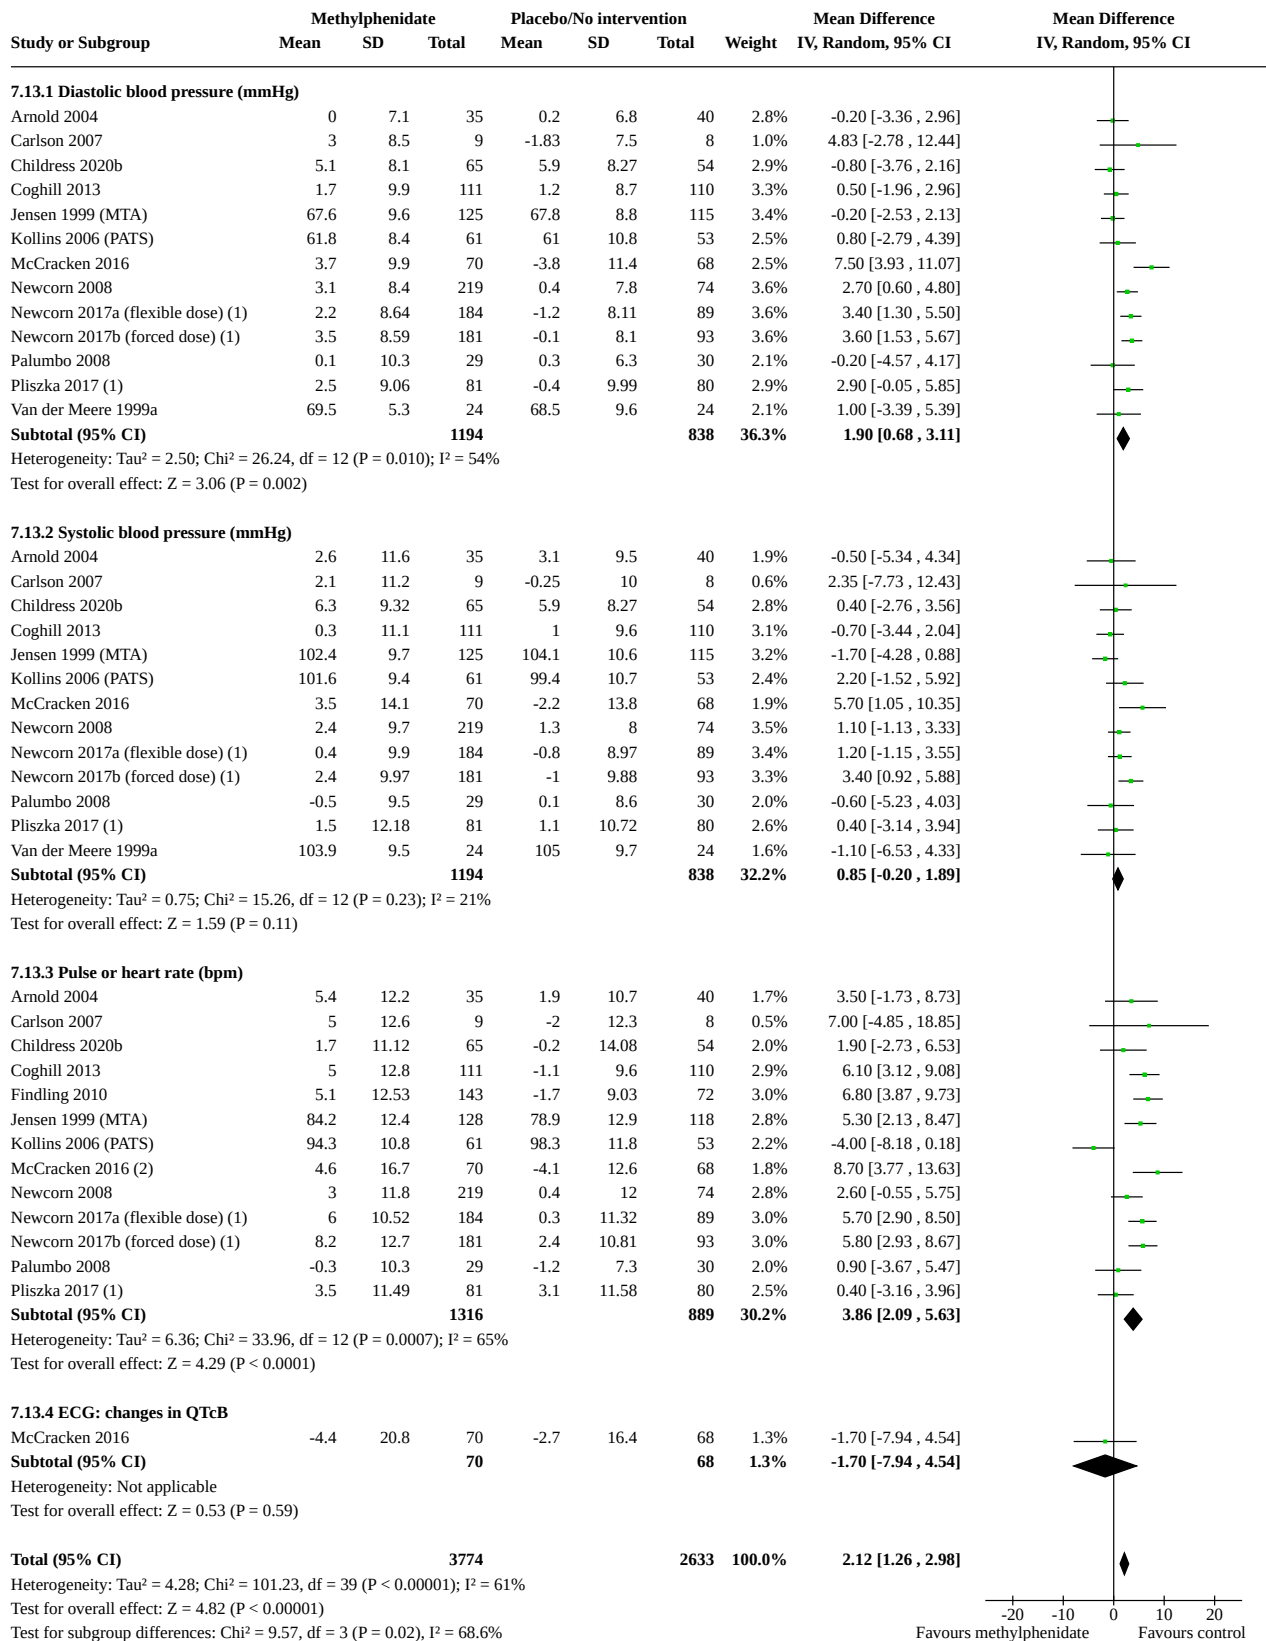 Methylphenidate Placebo/No intervention Mean Difference Mean Difference
Study or Subgroup Mean SD Total Mean SD Total Weight IV, Random, 95% CI IV, Random, 95% CI
7.13.1 Diastolic blood pressure (mmHg)
Arnold 2004 0 7.1 35 0.2 6.8 40 2.8% -0.20 [-3.36 , 2.96]
Carlson 2007 3 8.5 9 -1.83 7.5 8 1.0% 4.83 [-2.78 , 12.44]
Childress 2020b 5.1 8.1 65 5.9 8.27 54 2.9% -0.80 [-3.76 , 2.16]
Coghill 2013 1.7 9.9 111 1.2 8.7 110 3.3% 0.50 [-1.96 , 2.96]
Jensen 1999 (MTA) 67.6 9.6 125 67.8 8.8 115 3.4% -0.20 [-2.53 , 2.13]
Kollins 2006 (PATS) 61.8 8.4 61 61 10.8 53 2.5% 0.80 [-2.79 , 4.39]
McCracken 2016 3.7 9.9 70 -3.8 11.4 68 2.5% 7.50 [3.93 , 11.07]
Newcorn 2008 3.1 8.4 219 0.4 7.8 74 3.6% 2.70 [0.60 , 4.80]
Newcorn 2017a (flexible dose) (1) 2.2 8.64 184 -1.2 8.11 89 3.6% 3.40 [1.30 , 5.50]
Newcorn 2017b (forced dose) (1) 3.5 8.59 181 -0.1 8.1 93 3.6% 3.60 [1.53 , 5.67]
Palumbo 2008 0.1 10.3 29 0.3 6.3 30 2.1% -0.20 [-4.57 , 4.17]
Pliszka 2017 (1) 2.5 9.06 81 -0.4 9.99 80 2.9% 2.90 [-0.05 , 5.85]
Van der Meere 1999a 69.5 5.3 24 68.5 9.6 24 2.1% 1.00 [-3.39 , 5.39]
Subtotal (95% CI) 1194 838 36.3% 1.90 [0.68 , 3.11]
Heterogeneity: Tau² = 2.50; Chi² = 26.24, df = 12 (P = 0.010); I² = 54%
Test for overall effect: Z = 3.06 (P = 0.002)
7.13.2 Systolic blood pressure (mmHg)
Arnold 2004 2.6 11.6 35 3.1 9.5 40 1.9% -0.50 [-5.34 , 4.34]
Carlson 2007 2.1 11.2 9 -0.25 10 8 0.6% 2.35 [-7.73 , 12.43]
Childress 2020b 6.3 9.32 65 5.9 8.27 54 2.8% 0.40 [-2.76 , 3.56]
Coghill 2013 0.3 11.1 111 1 9.6 110 3.1% -0.70 [-3.44 , 2.04]
Jensen 1999 (MTA) 102.4 9.7 125 104.1 10.6 115 3.2% -1.70 [-4.28 , 0.88]
Kollins 2006 (PATS) 101.6 9.4 61 99.4 10.7 53 2.4% 2.20 [-1.52 , 5.92]
McCracken 2016 3.5 14.1 70 -2.2 13.8 68 1.9% 5.70 [1.05 , 10.35]
Newcorn 2008 2.4 9.7 219 1.3 8 74 3.5% 1.10 [-1.13 , 3.33]
Newcorn 2017a (flexible dose) (1) 0.4 9.9 184 -0.8 8.97 89 3.4% 1.20 [-1.15 , 3.55]
Newcorn 2017b (forced dose) (1) 2.4 9.97 181 -1 9.88 93 3.3% 3.40 [0.92 , 5.88]
Palumbo 2008 -0.5 9.5 29 0.1 8.6 30 2.0% -0.60 [-5.23 , 4.03]
Pliszka 2017 (1) 1.5 12.18 81 1.1 10.72 80 2.6% 0.40 [-3.14 , 3.94]
Van der Meere 1999a 103.9 9.5 24 105 9.7 24 1.6% -1.10 [-6.53 , 4.33]
Subtotal (95% CI) 1194 838 32.2% 0.85 [-0.20 , 1.89]
Heterogeneity: Tau² = 0.75; Chi² = 15.26, df = 12 (P = 0.23); I² = 21%
Test for overall effect: Z = 1.59 (P = 0.11)
7.13.3 Pulse or heart rate (bpm)
Arnold 2004 5.4 12.2 35 1.9 10.7 40 1.7% 3.50 [-1.73 , 8.73]
Carlson 2007 5 12.6 9 -2 12.3 8 0.5% 7.00 [-4.85 , 18.85]
Childress 2020b 1.7 11.12 65 -0.2 14.08 54 2.0% 1.90 [-2.73 , 6.53]
Coghill 2013 5 12.8 111 -1.1 9.6 110 2.9% 6.10 [3.12 , 9.08]
Findling 2010 5.1 12.53 143 -1.7 9.03 72 3.0% 6.80 [3.87 , 9.73]
Jensen 1999 (MTA) 84.2 12.4 128 78.9 12.9 118 2.8% 5.30 [2.13 , 8.47]
Kollins 2006 (PATS) 94.3 10.8 61 98.3 11.8 53 2.2% -4.00 [-8.18 , 0.18]
McCracken 2016 (2) 4.6 16.7 70 -4.1 12.6 68 1.8% 8.70 [3.77 , 13.63]
Newcorn 2008 3 11.8 219 0.4 12 74 2.8% 2.60 [-0.55 , 5.75]
Newcorn 2017a (flexible dose) (1) 6 10.52 184 0.3 11.32 89 3.0% 5.70 [2.90 , 8.50]
Newcorn 2017b (forced dose) (1) 8.2 12.7 181 2.4 10.81 93 3.0% 5.80 [2.93 , 8.67]
Palumbo 2008 -0.3 10.3 29 -1.2 7.3 30 2.0% 0.90 [-3.67 , 5.47]
Pliszka 2017 (1) 3.5 11.49 81 3.1 11.58 80 2.5% 0.40 [-3.16 , 3.96]
Subtotal (95% CI) 1316 889 30.2% 3.86 [2.09 , 5.63]
Heterogeneity: Tau² = 6.36; Chi² = 33.96, df = 12 (P = 0.0007); I² = 65%
Test for overall effect: Z = 4.29 (P < 0.0001)
7.13.4 ECG: changes in QTcB
McCracken 2016 -4.4 20.8 70 -2.7 16.4 68 1.3% -1.70 [-7.94 , 4.54]
Subtotal (95% CI) 70 68 1.3% -1.70 [-7.94 , 4.54]
Heterogeneity: Not applicable
Test for overall effect: Z = 0.53 (P = 0.59)
Total (95% CI) 3774 2633 100.0% 2.12 [1.26 , 2.98]
Heterogeneity: Tau² = 4.28; Chi² = 101.23, df = 39 (P < 0.00001); I² = 61%
Test for overall effect: Z = 4.82 (P < 0.00001)
Test for subgroup differences: Chi² = 9.57, df = 3 (P = 0.02), I² = 68.6%
-20 -10 0 10 20
Favours methylphenidate Favours control